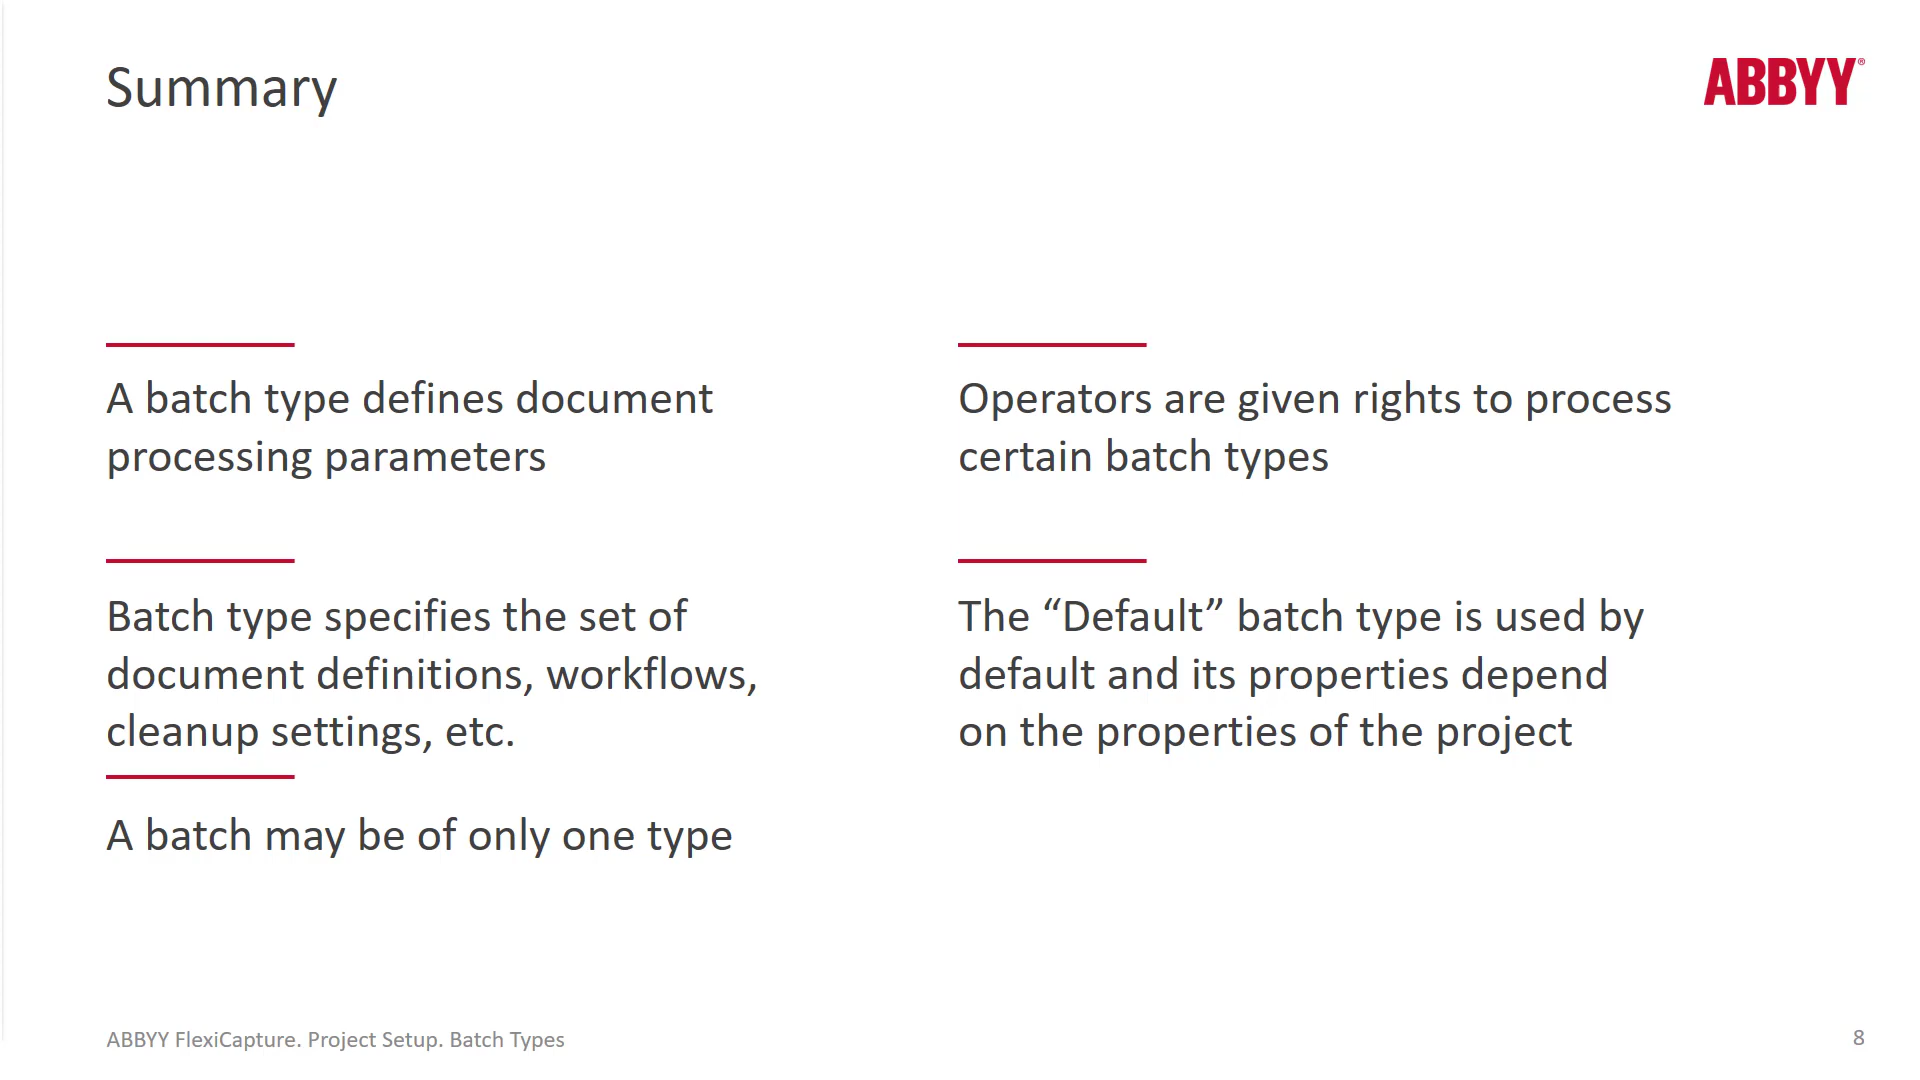 Summary
ABBYY®
A batch type defines document
processing parameters
Batch type specifies the set of
document definitions, workflows,
cleanup settings, etc.
A batch may be of only one type
Operators are given rights to process
certain batch types
The “Default” batch type is used by
default and its properties depend
on the properties of the project
ABBYY FlexiCapture. Project Setup. Batch Types
8